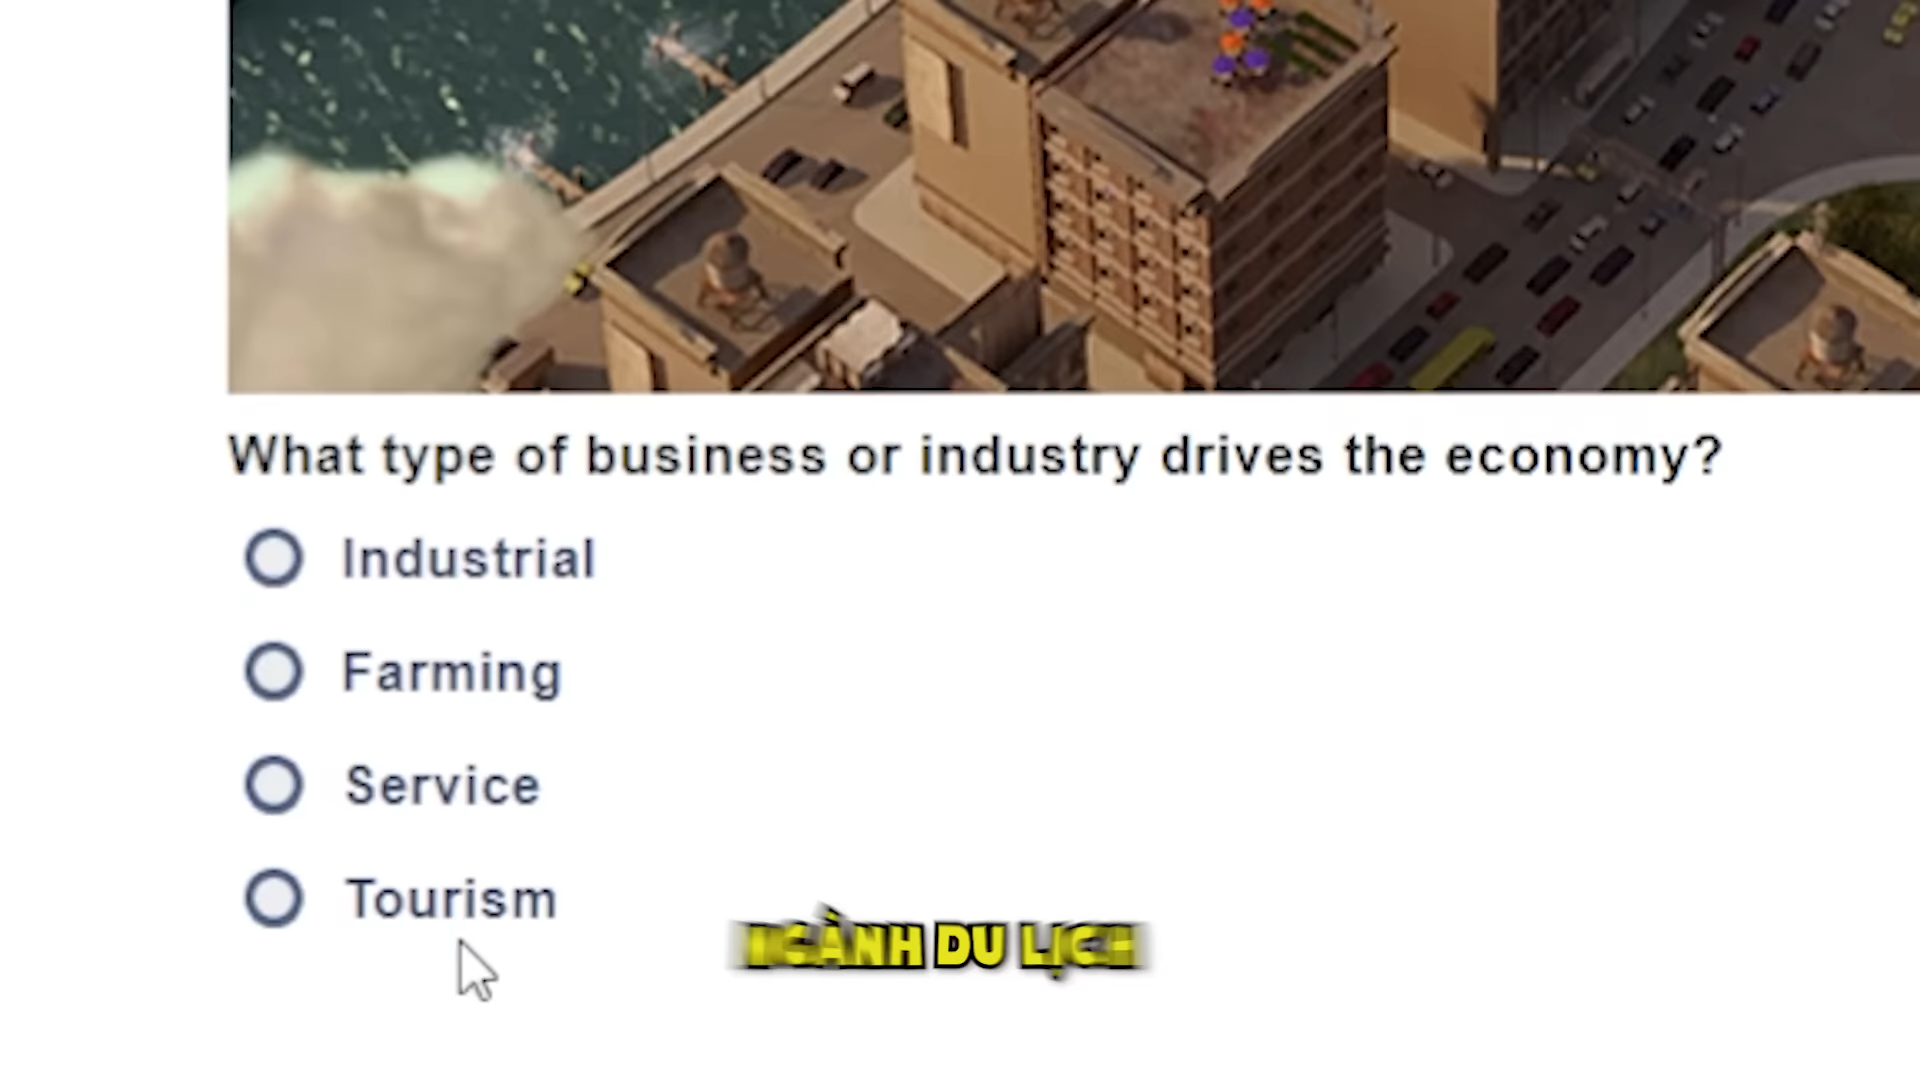 What type of business or industry drives the economy?
Industrial
Farming
Service
Tourism
NGÀNH DU LỊCH